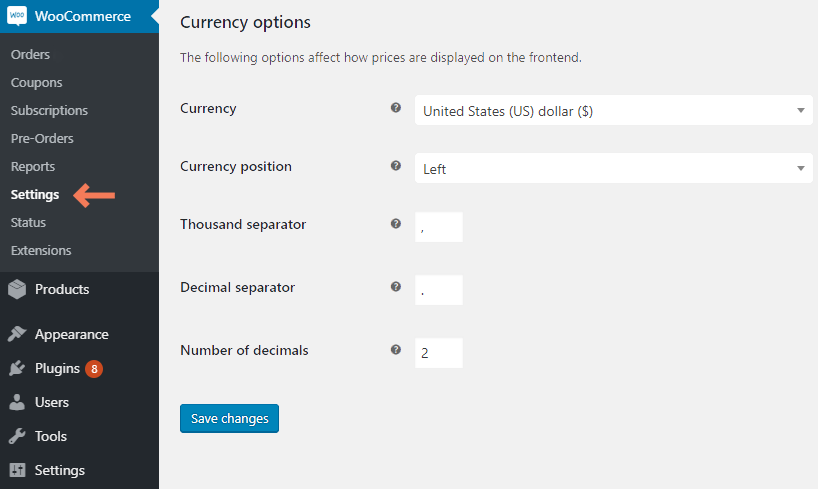 WOO WooCommerce
Orders
Coupons
Subscriptions
Pre-Orders
Reports
Settings
Status
Extensions
Products
Appearance
Plugins 8
Users
Tools
Settings
Currency options
The following options affect how prices are displayed on the frontend.
Currency ? United States (US) dollar ($)
Currency position ? Left
Thousand separator ? ,
Decimal separator ? .
Number of decimals ? 2
Save changes